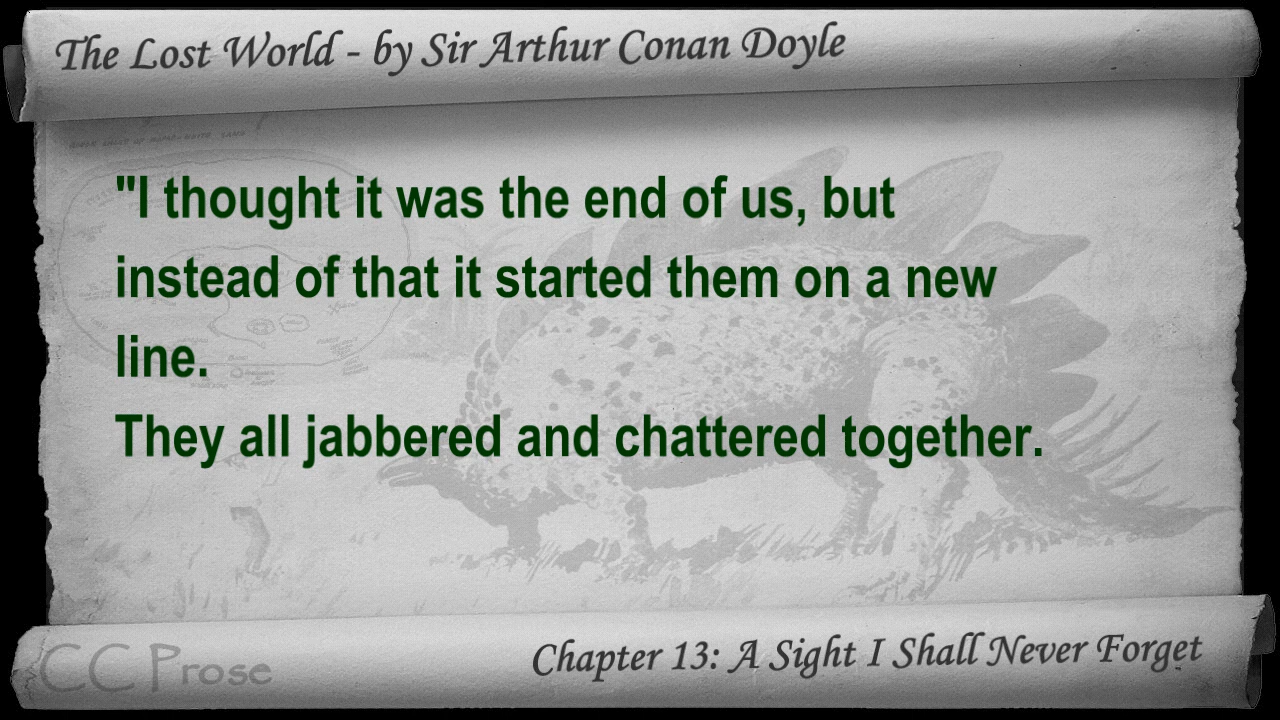 The Lost World - by Sir Arthur Conan Doyle
"I thought it was the end of us, but
instead of that it started them on a new
line.
They all jabbered and chattered together.
CC Prose
Chapter 13: A Sight I Shall Never Forget